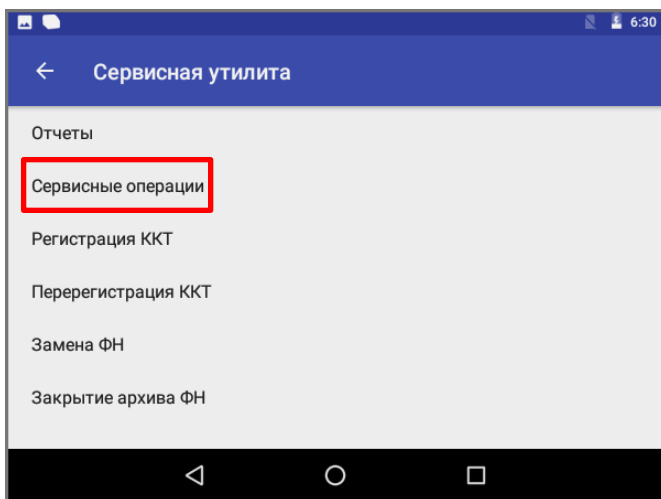 6:30
Сервисная утилита
Отчеты
Сервисные операции
Регистрация ККТ
Перерегистрация ККТ
Замена ФН
Закрытие архива ФН